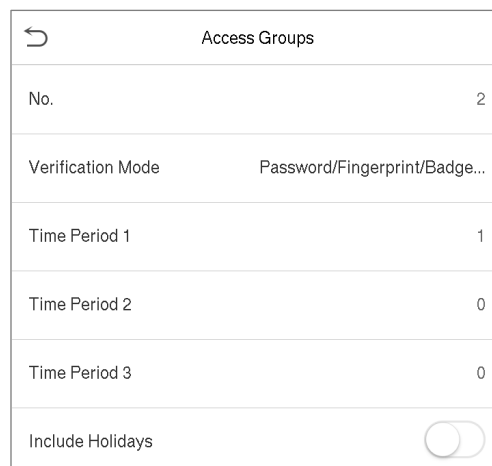 Access Groups
No. 2
Verification Mode Password/Fingerprint/Badge...
Time Period 1 1
Time Period 2 0
Time Period 3 0
Include Holidays